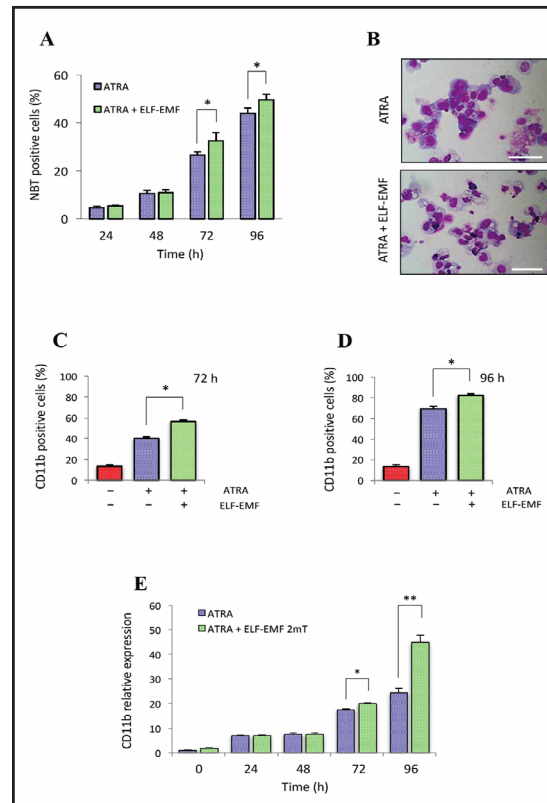 A
NBT positive cells (%)
60
40
20
0
ATRA
ATRA + ELF-EMF
*
*
24 48 72 96
Time (h)
B
ATRA
ATRA + ELF-EMF
C
CD11b positive cells (%)
100
80
60
40
20
0
72 h
*
– + + ATRA
– – + ELF-EMF
D
CD11b positive cells (%)
100
80
60
40
20
0
96 h
*
– + + ATRA
– – + ELF-EMF
E
CD11b relative expression
60
50
40
30
20
10
0
ATRA
ATRA + ELF-EMF 2mT
*
**
0 24 48 72 96
Time (h)